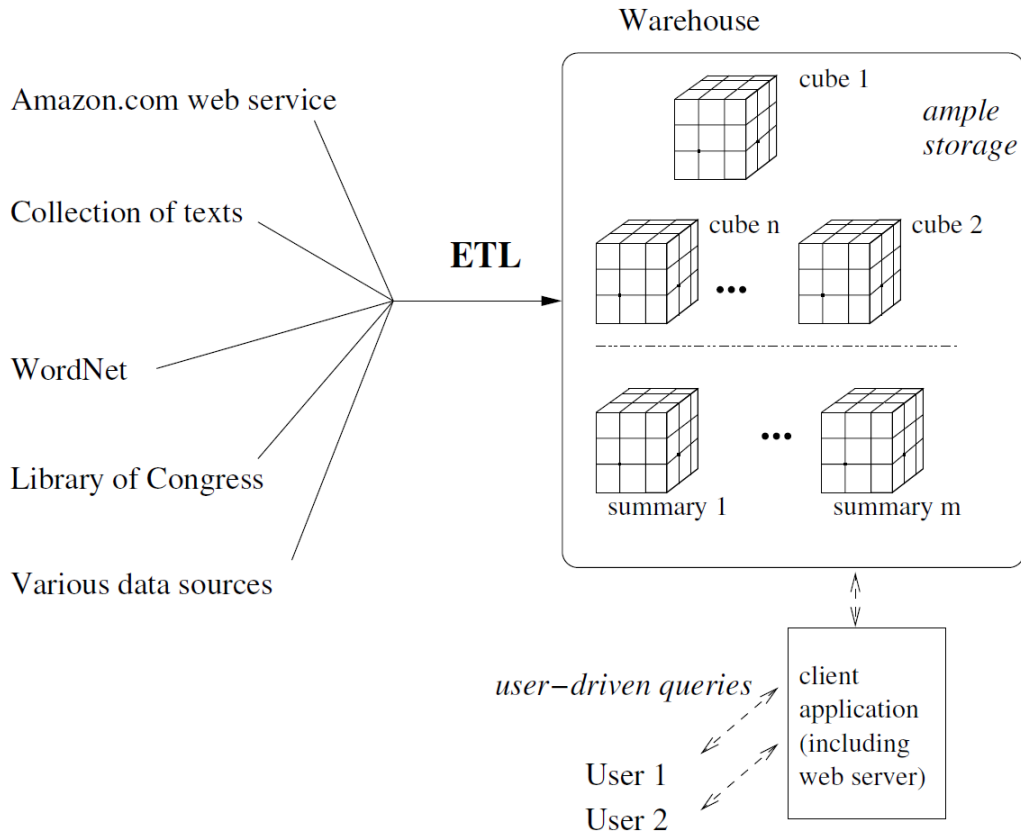 Warehouse
Amazon.com web service
Collection of texts
WordNet
Library of Congress
Various data sources
ETL
cube 1
ample
storage
cube n
cube 2
•••
summary 1
•••
summary m
user−driven queries
User 1
User 2
client
application
(including
web server)